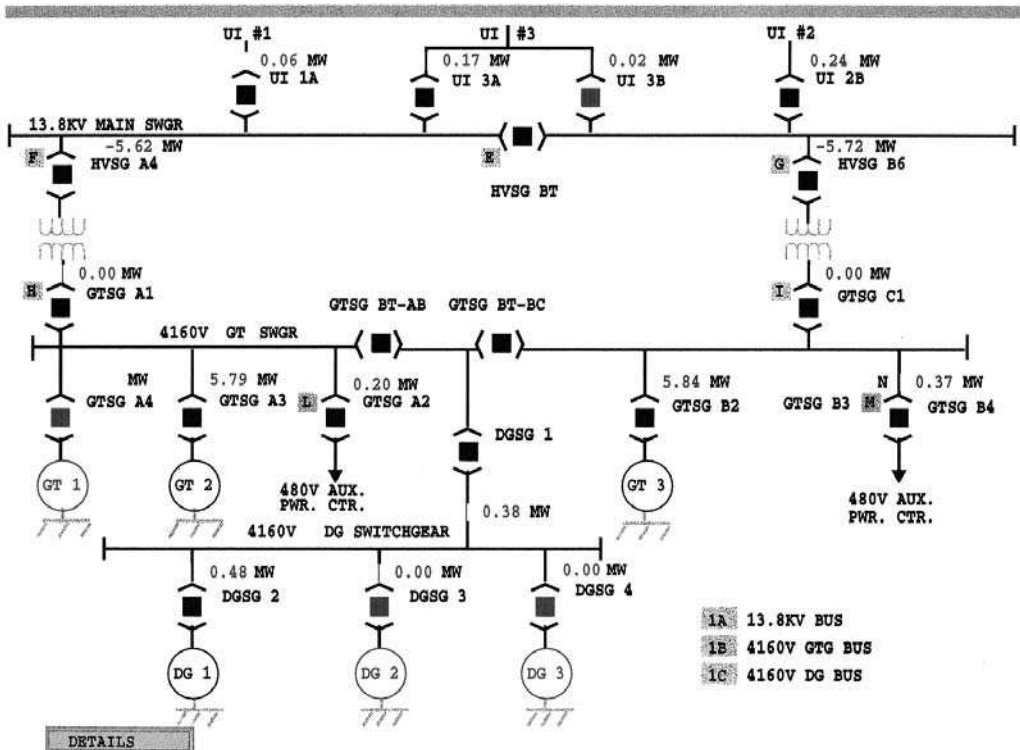 UI #1
UI #3
UI #2
0.06 MW
UI 1A
0.17 MW
UI 3A
0.02 MW
UI 3B
0.24 MW
UI 2B
13.8KV MAIN SWGR
F
-5.62 MW
HVSG A4
HVSG BT
G
-5.72 MW
HVSG B6
H
0.00 MW
GTSG A1
I
0.00 MW
GTSG C1
GTSG BT-AB
GTSG BT-BC
4160V GT SWGR
MW
GTSG A4
5.79 MW
GTSG A3
L
0.20 MW
GTSG A2
DGSG 1
5.84 MW
GTSG B2
GTSG B3
N
M
0.37 MW
GTSG B4
GT 1
GT 2
480V AUX.
PWR. CTR.
GT 3
480V AUX.
PWR. CTR.
0.38 MW
4160V DG SWITCHGEAR
0.48 MW
DGSG 2
0.00 MW
DGSG 3
0.00 MW
DGSG 4
DG 1
DG 2
DG 3
1A 13.8KV BUS
1B 4160V GTG BUS
1C 4160V DG BUS
DETAILS